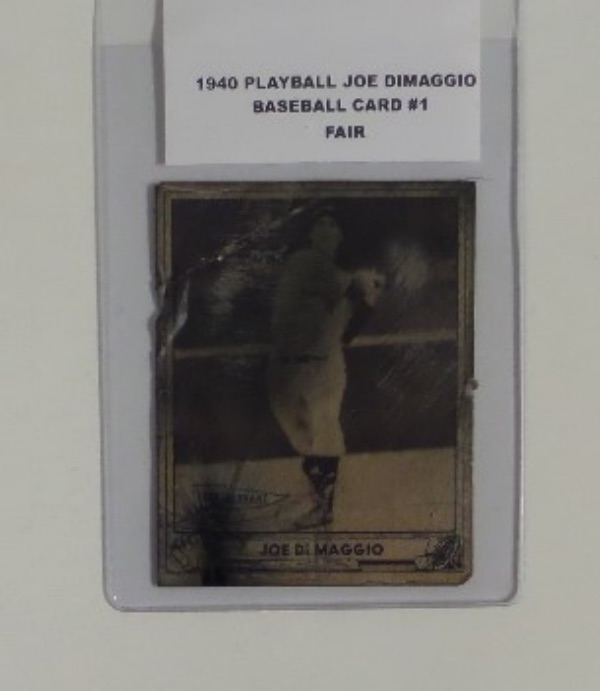 1940 PLAYBALL JOE DIMAGGIO
BASEBALL CARD #1
FAIR
JOE DI MAGGIO